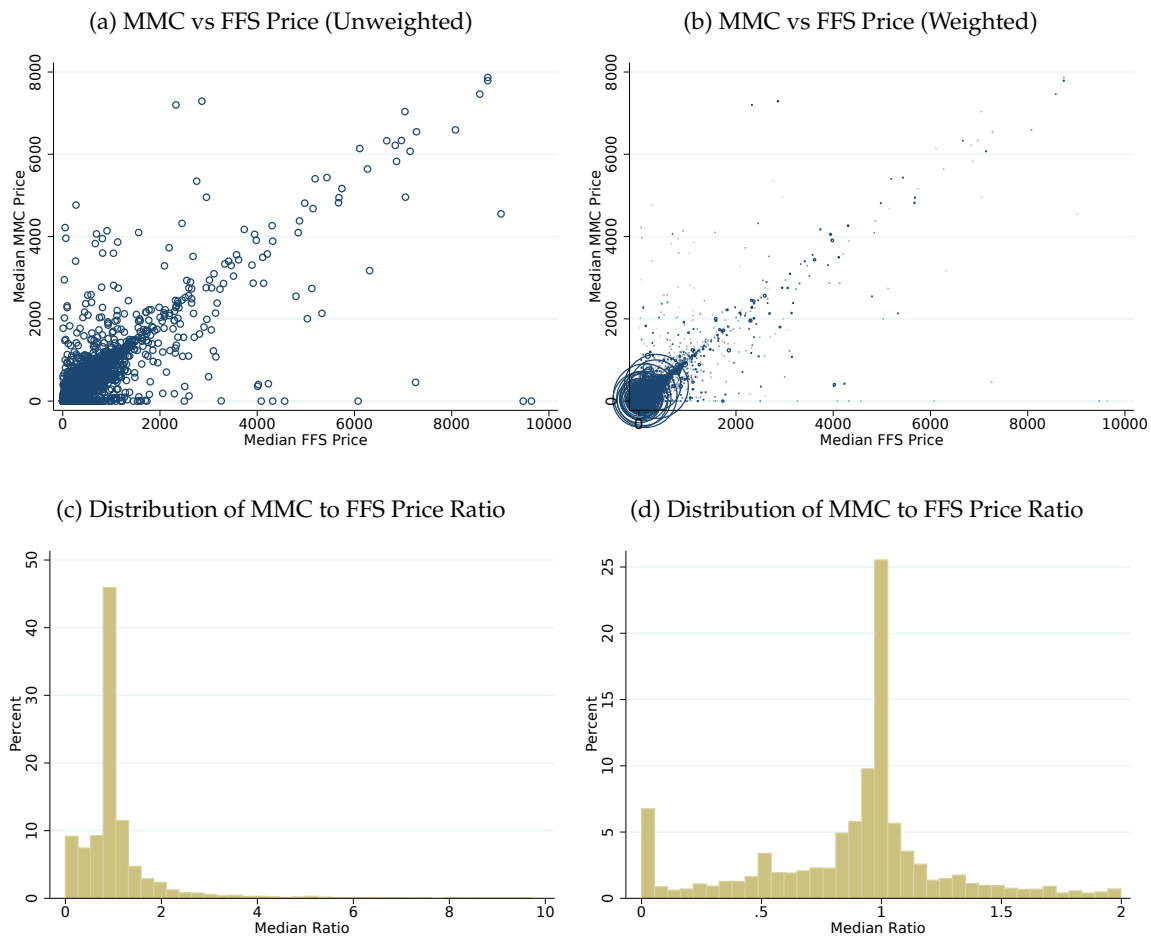 (a) MMC vs FFS Price (Unweighted)
Median MMC Price
8000
6000
4000
2000
0
0 2000 4000 6000 8000 10000
Median FFS Price
(b) MMC vs FFS Price (Weighted)
Median MMC Price
8000
6000
4000
2000
0
0 2000 4000 6000 8000 10000
Median FFS Price
(c) Distribution of MMC to FFS Price Ratio
Percent
50
40
30
20
10
0
0 2 4 6 8 10
Median Ratio
(d) Distribution of MMC to FFS Price Ratio
Percent
25
20
15
10
5
0
0 .5 1 1.5 2
Median Ratio